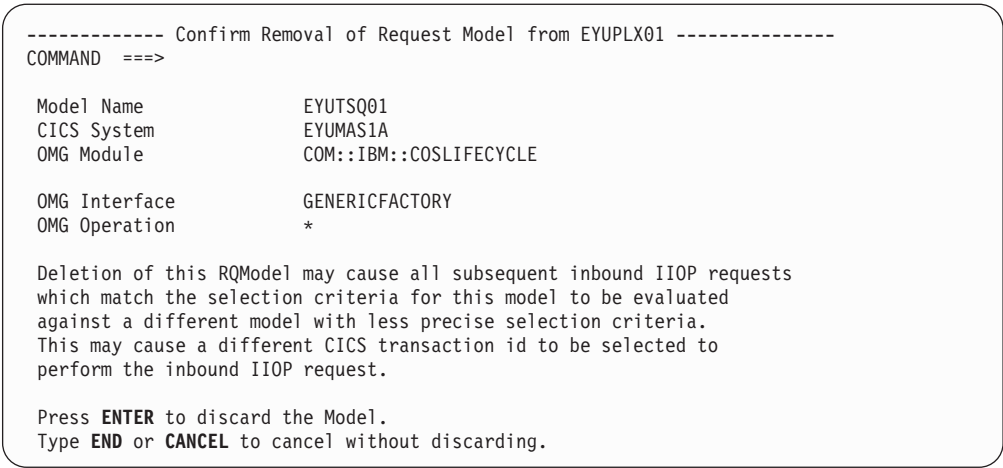 ------------- Confirm Removal of Request Model from EYUPLX01 ---------------
COMMAND ===>
Model Name EYUTSQ01
CICS System EYUMAS1A
OMG Module COM::IBM::COSLIFECYCLE
OMG Interface GENERICFACTORY
OMG Operation *
Deletion of this RQModel may cause all subsequent inbound IIOP requests
which match the selection criteria for this model to be evaluated
against a different model with less precise selection criteria.
This may cause a different CICS transaction id to be selected to
perform the inbound IIOP request.
Press ENTER to discard the Model.
Type END or CANCEL to cancel without discarding.